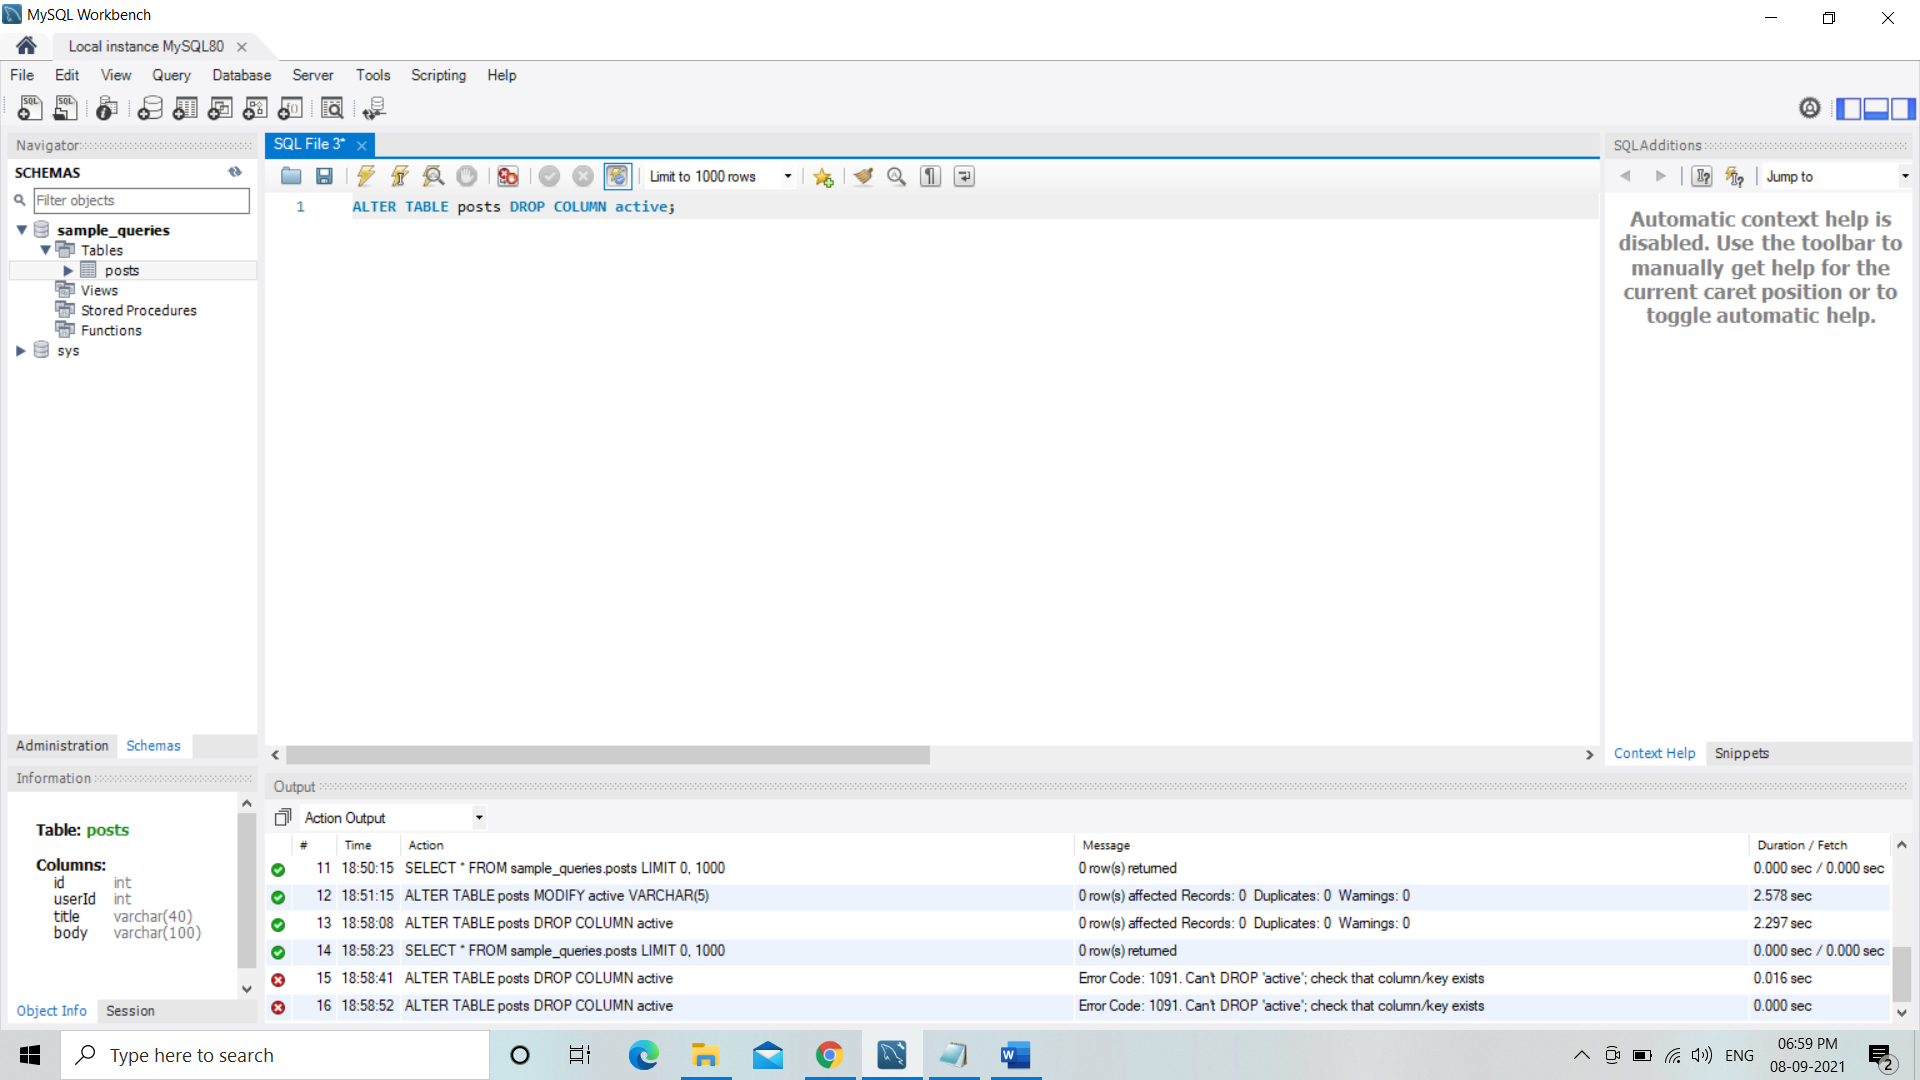 MySQL Workbench
Local instance MySQL80
File Edit View Query Database Server Tools Scripting Help
Navigator
SCHEMAS
Filter objects
sample_queries
Tables
posts
Views
Stored Procedures
Functions
sys
Administration Schemas
Information
Table: posts
Columns:
id int
userId int
title varchar(40)
body varchar(100)
Object Info Session
SQL File 3*
Limit to 1000 rows
1 ALTER TABLE posts DROP COLUMN active;
SQLAdditions
Jump to
Automatic context help is
disabled. Use the toolbar to
manually get help for the
current caret position or to
toggle automatic help.
Context Help Snippets
Output
Action Output
# Time Action Message Duration / Fetch
11 18:50:15 SELECT * FROM sample_queries.posts LIMIT 0, 1000 0 row(s) returned 0.000 sec / 0.000 sec
12 18:51:15 ALTER TABLE posts MODIFY active VARCHAR(5) 0 row(s) affected Records: 0 Duplicates: 0 Warnings: 0 2.578 sec
13 18:58:08 ALTER TABLE posts DROP COLUMN active 0 row(s) affected Records: 0 Duplicates: 0 Warnings: 0 2.297 sec
14 18:58:23 SELECT * FROM sample_queries.posts LIMIT 0, 1000 0 row(s) returned 0.000 sec / 0.000 sec
15 18:58:41 ALTER TABLE posts DROP COLUMN active Error Code: 1091. Can't DROP 'active'; check that column/key exists 0.016 sec
16 18:58:52 ALTER TABLE posts DROP COLUMN active Error Code: 1091. Can't DROP 'active'; check that column/key exists 0.000 sec
Type here to search
ENG
06:59 PM
08-09-2021
2